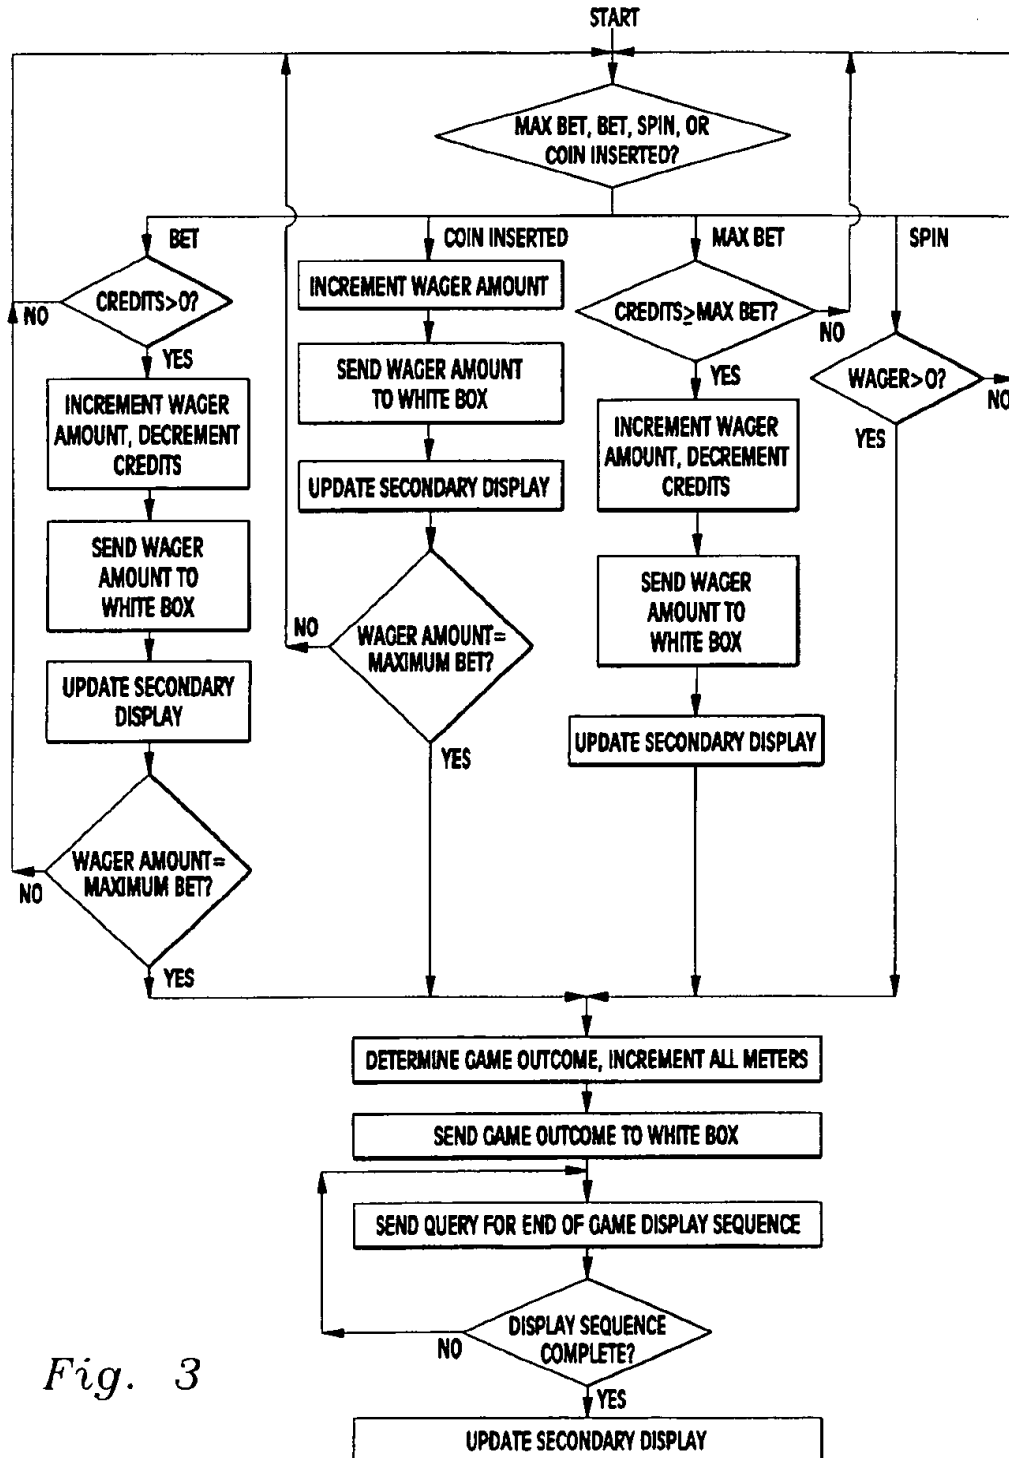 START
MAX BET, BET, SPIN, OR
COIN INSERTED?
BET
COIN INSERTED
MAX BET
SPIN
CREDITS>0?
NO
YES
INCREMENT WAGER
AMOUNT, DECREMENT
CREDITS
SEND WAGER
AMOUNT TO
WHITE BOX
UPDATE SECONDARY
DISPLAY
WAGER AMOUNT=
MAXIMUM BET?
NO
YES
INCREMENT WAGER AMOUNT
SEND WAGER AMOUNT
TO WHITE BOX
UPDATE SECONDARY DISPLAY
WAGER AMOUNT=
MAXIMUM BET?
NO
YES
CREDITS≥MAX BET?
NO
YES
INCREMENT WAGER
AMOUNT, DECREMENT
CREDITS
SEND WAGER
AMOUNT TO
WHITE BOX
UPDATE SECONDARY DISPLAY
WAGER>0?
NO
YES
DETERMINE GAME OUTCOME, INCREMENT ALL METERS
SEND GAME OUTCOME TO WHITE BOX
SEND QUERY FOR END OF GAME DISPLAY SEQUENCE
DISPLAY SEQUENCE
COMPLETE?
NO
YES
UPDATE SECONDARY DISPLAY
Fig. 3